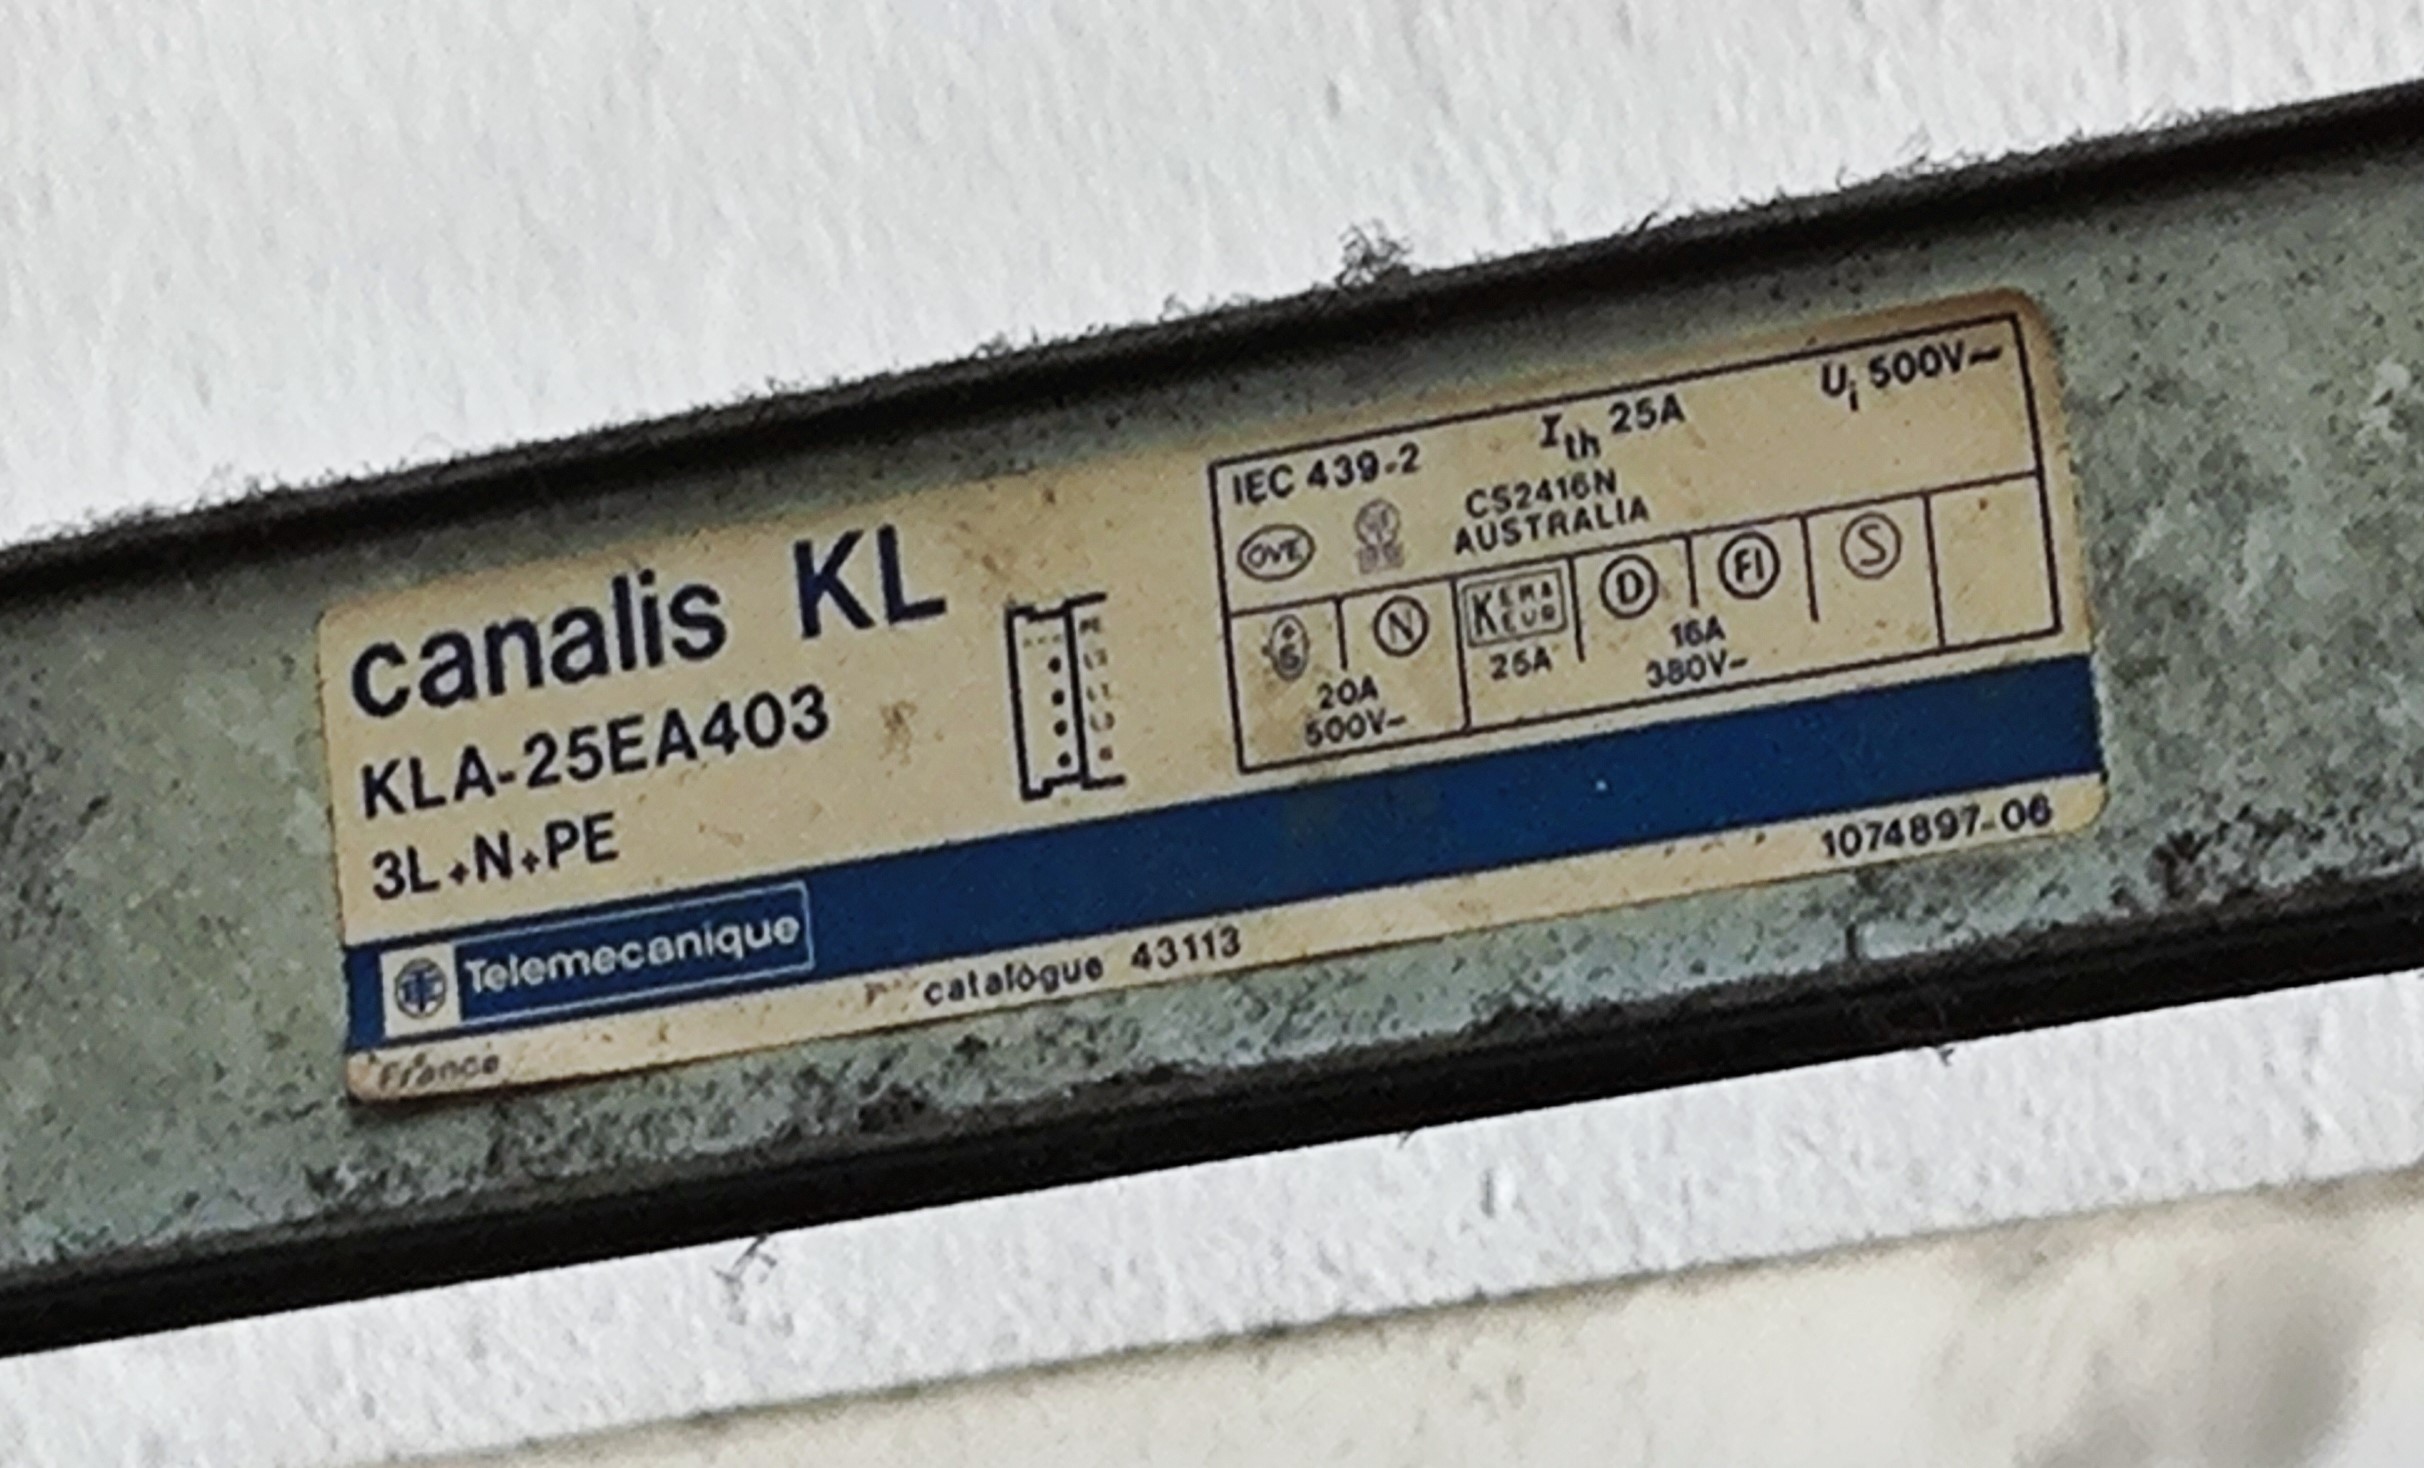 canalis KL
KLA-25EA403
3L+N+PE
IEC 439-2 Ith 25A Ui 500V~
OVE CS2416N
AUSTRALIA
S N KEMA KEUR D FI S
20A 25A 16A
500V~ 380V~
Telemecanique
France catalogue 43113 1074897-06